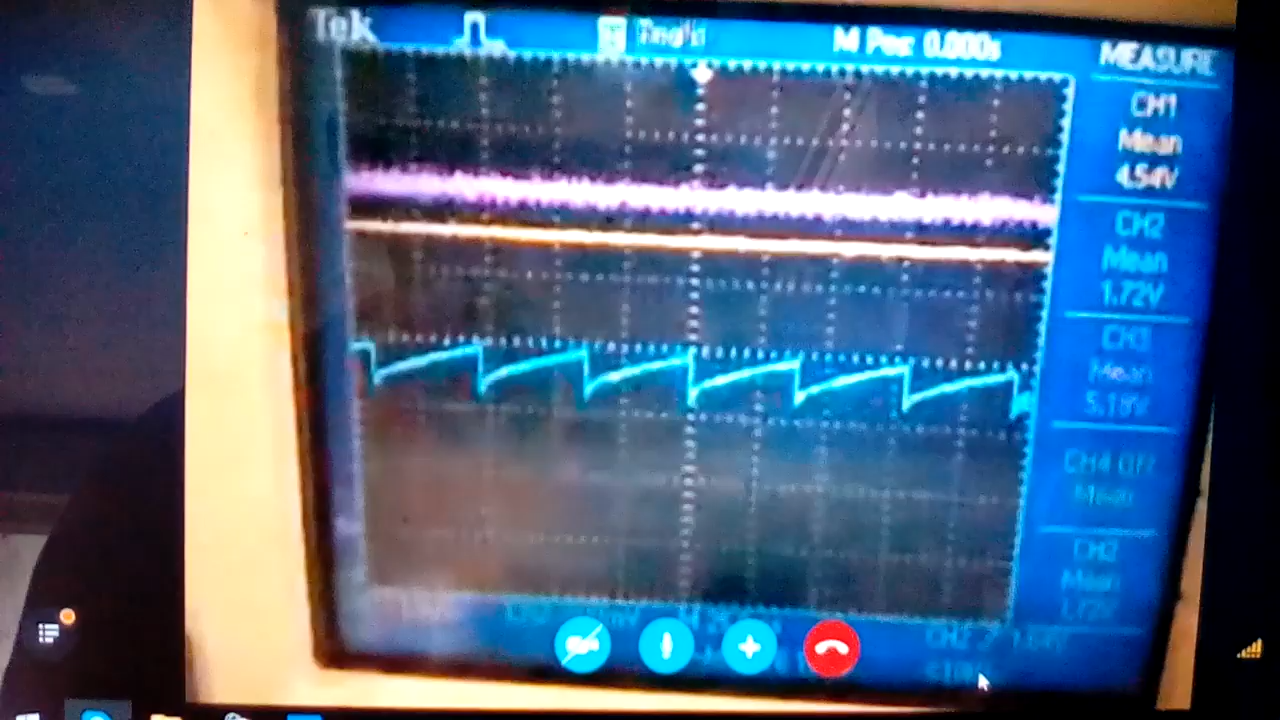 Tek
M Pos: 0.000s
MEASURE
CH1
Mean
4.54V
CH2
Mean
1.72V
CH3
Mean
5.18V
CH4 Off
Mean
CH2
Mean
1.72V